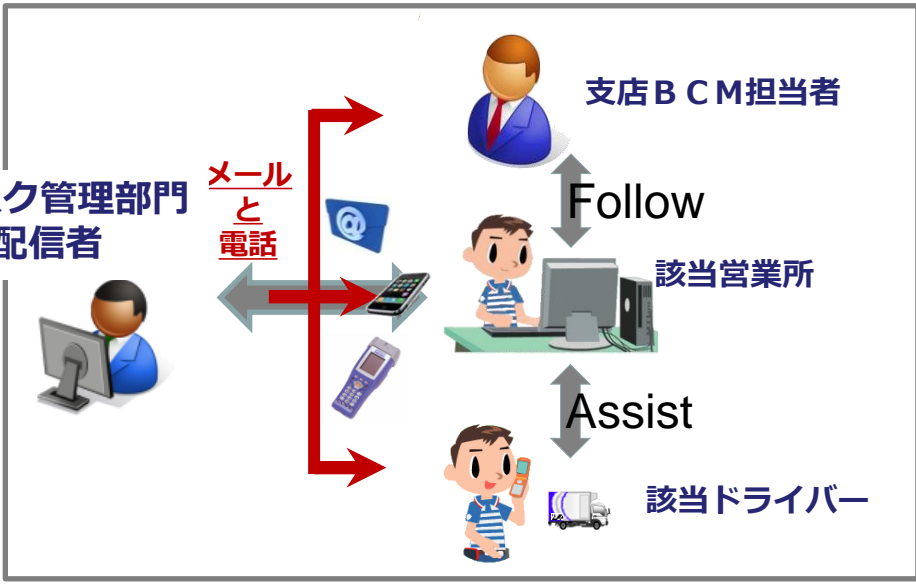 支店ＢＣＭ担当者
メール
と
電話
ク管理部門
配信者
Follow
該当営業所
Assist
該当ドライバー